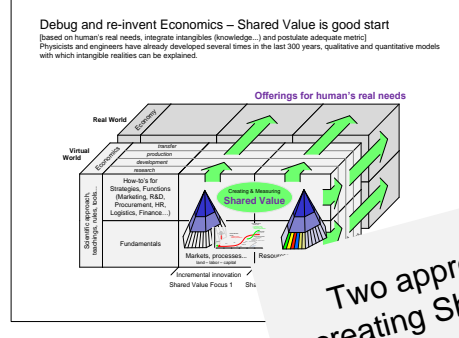 Debug and re-invent Economics – Shared Value is good start
[based on human's real needs, integrate intangibles (knowledge...) and postulate adequate metric]
Physicists and engineers have already developed several times in the last 300 years, qualitative and quantitative models
with which intangible realities can be explained.
Offerings for human's real needs
Real World
Economy
Virtual
World
Economics
transfer
production
development
research
Scientific approach,
teachings, rules, tools...
How-to's for
Strategies, Functions
(Marketing, R&D,
Procurement, HR,
Logistics, Finance…)
Fundamentals
Creating & Measuring
Shared Value
Markets, processes...
land – labor – capital
Incremental innovation
Shared Value Focus 1
Two
creating